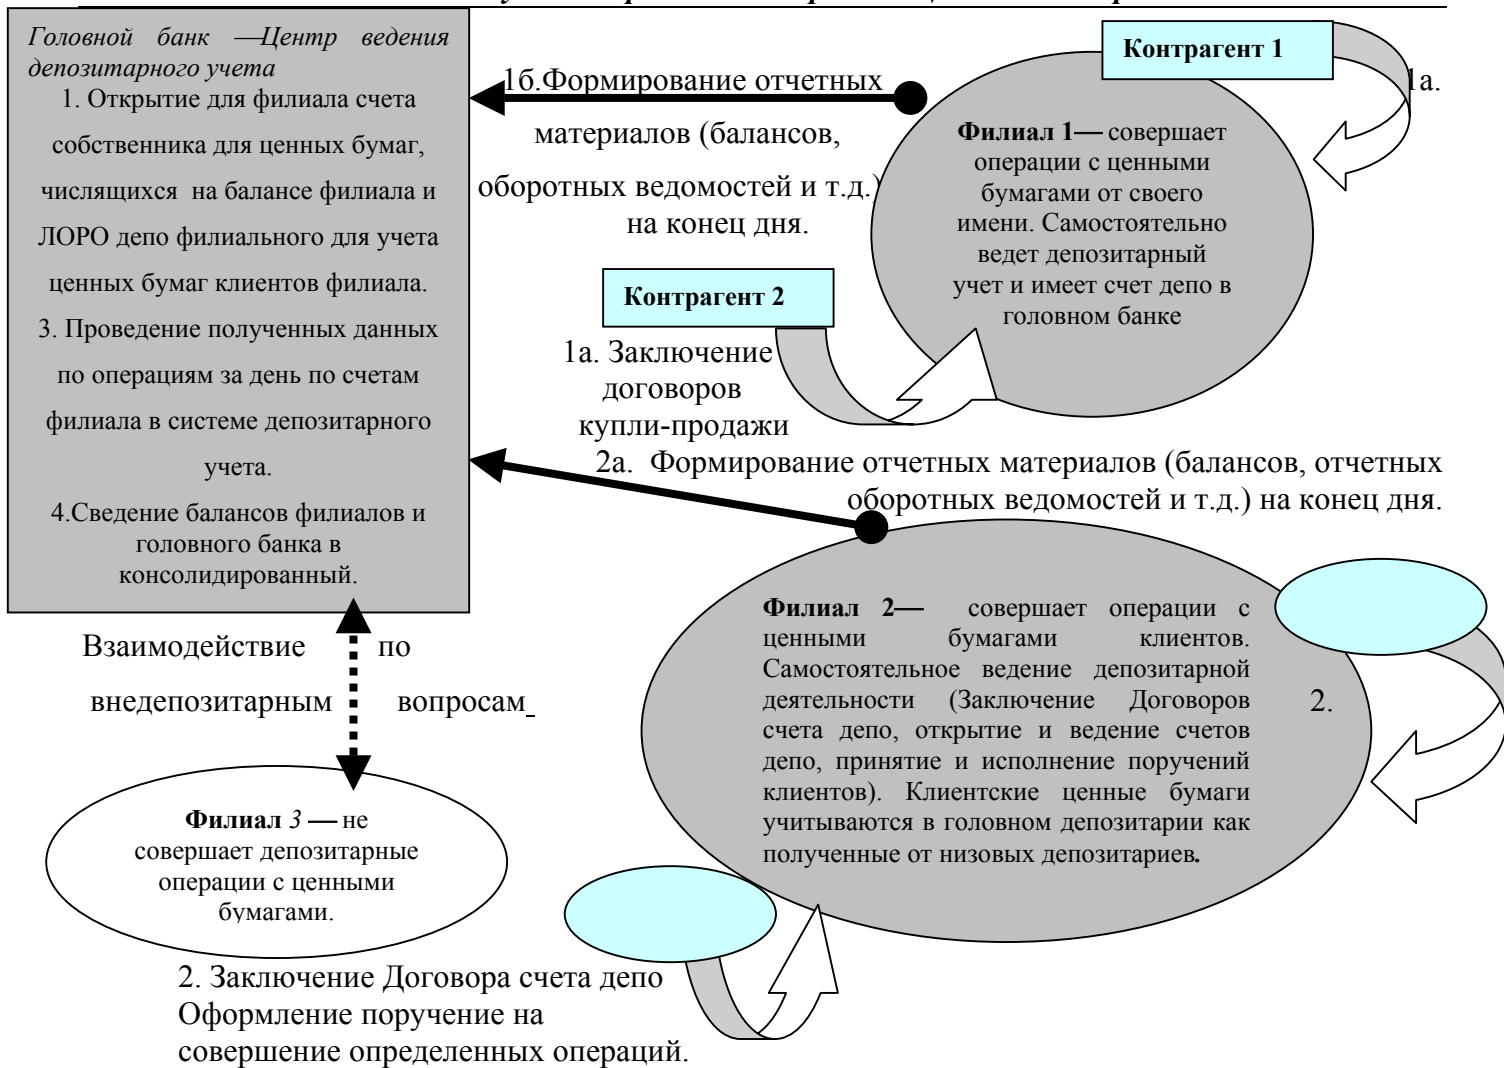 Головной банк —Центр ведения
депозитарного учета
1. Открытие для филиала счета
собственника для ценных бумаг,
числящихся на балансе филиала и
ЛОРО депо филиального для учета
ценных бумаг клиентов филиала.
3. Проведение полученных данных
по операциям за день по счетам
филиала в системе депозитарного
учета.
4.Сведение балансов филиалов и
головного банка в
консолидированный.
1б.Формирование отчетных
материалов (балансов,
оборотных ведомостей и т.д.)
на конец дня.
Контрагент 1
1а.
Филиал 1— совершает
операции с ценными
бумагами от своего
имени. Самостоятельно
ведет депозитарный
учет и имеет счет депо в
головном банке
Контрагент 2
1а. Заключение
договоров
купли-продажи
2а. Формирование отчетных материалов (балансов, отчетных
оборотных ведомостей и т.д.) на конец дня.
Филиал 2— совершает операции с
ценными бумагами клиентов.
Самостоятельное ведение депозитарной
деятельности (Заключение Договоров
счета депо, открытие и ведение счетов
депо, принятие и исполнение поручений
клиентов). Клиентские ценные бумаги
учитываются в головном депозитарии как
полученные от низовых депозитариев.
2.
Взаимодействие по
внедепозитарным вопросам
Филиал 3 — не
совершает депозитарные
операции с ценными
бумагами.
2. Заключение Договора счета депо
Оформление поручение на
совершение определенных операций.